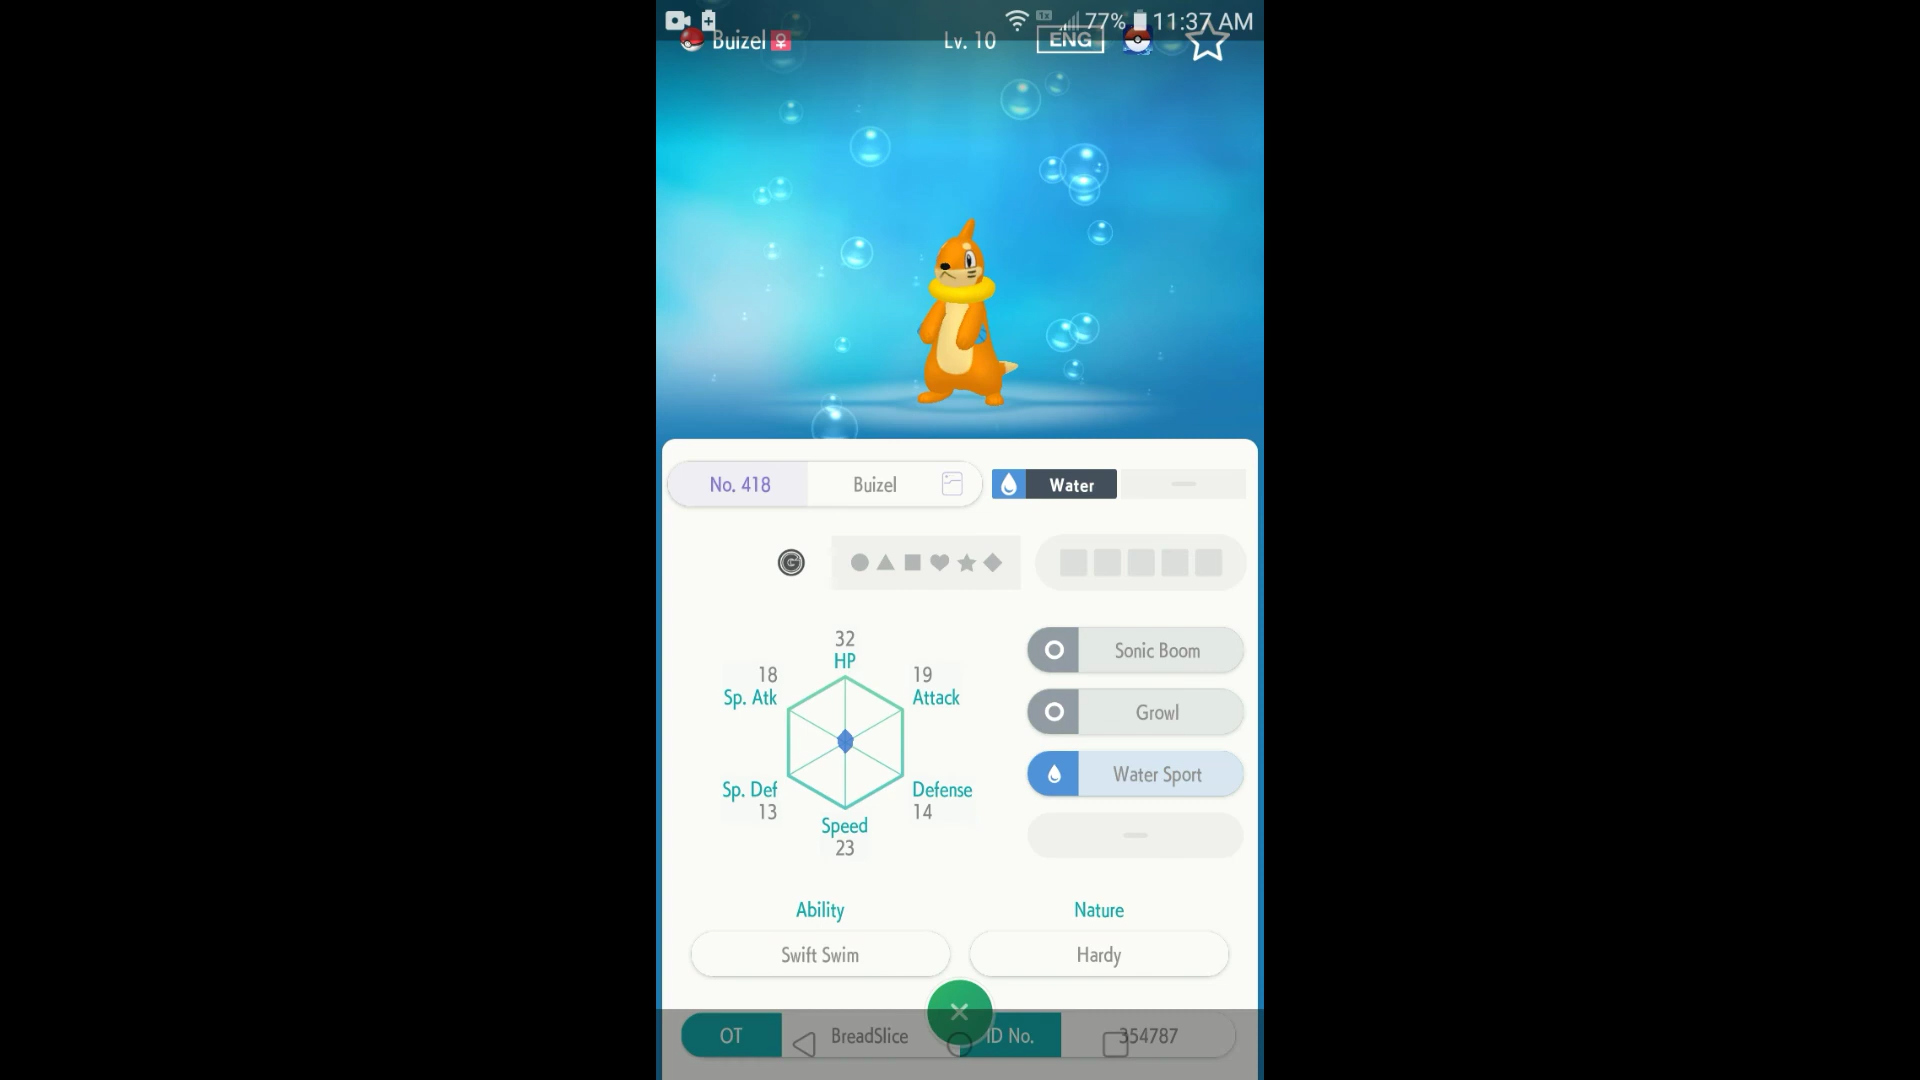 77% 11:37 AM
Buizel ♀ Lv. 10 ENG
No. 418 Buizel Water
32
HP
18 19
Sp. Atk Attack
Sp. Def Defense
13 14
Speed
23
Sonic Boom
Growl
Water Sport
Ability Nature
Swift Swim Hardy
OT BreadSlice ID No. 354787